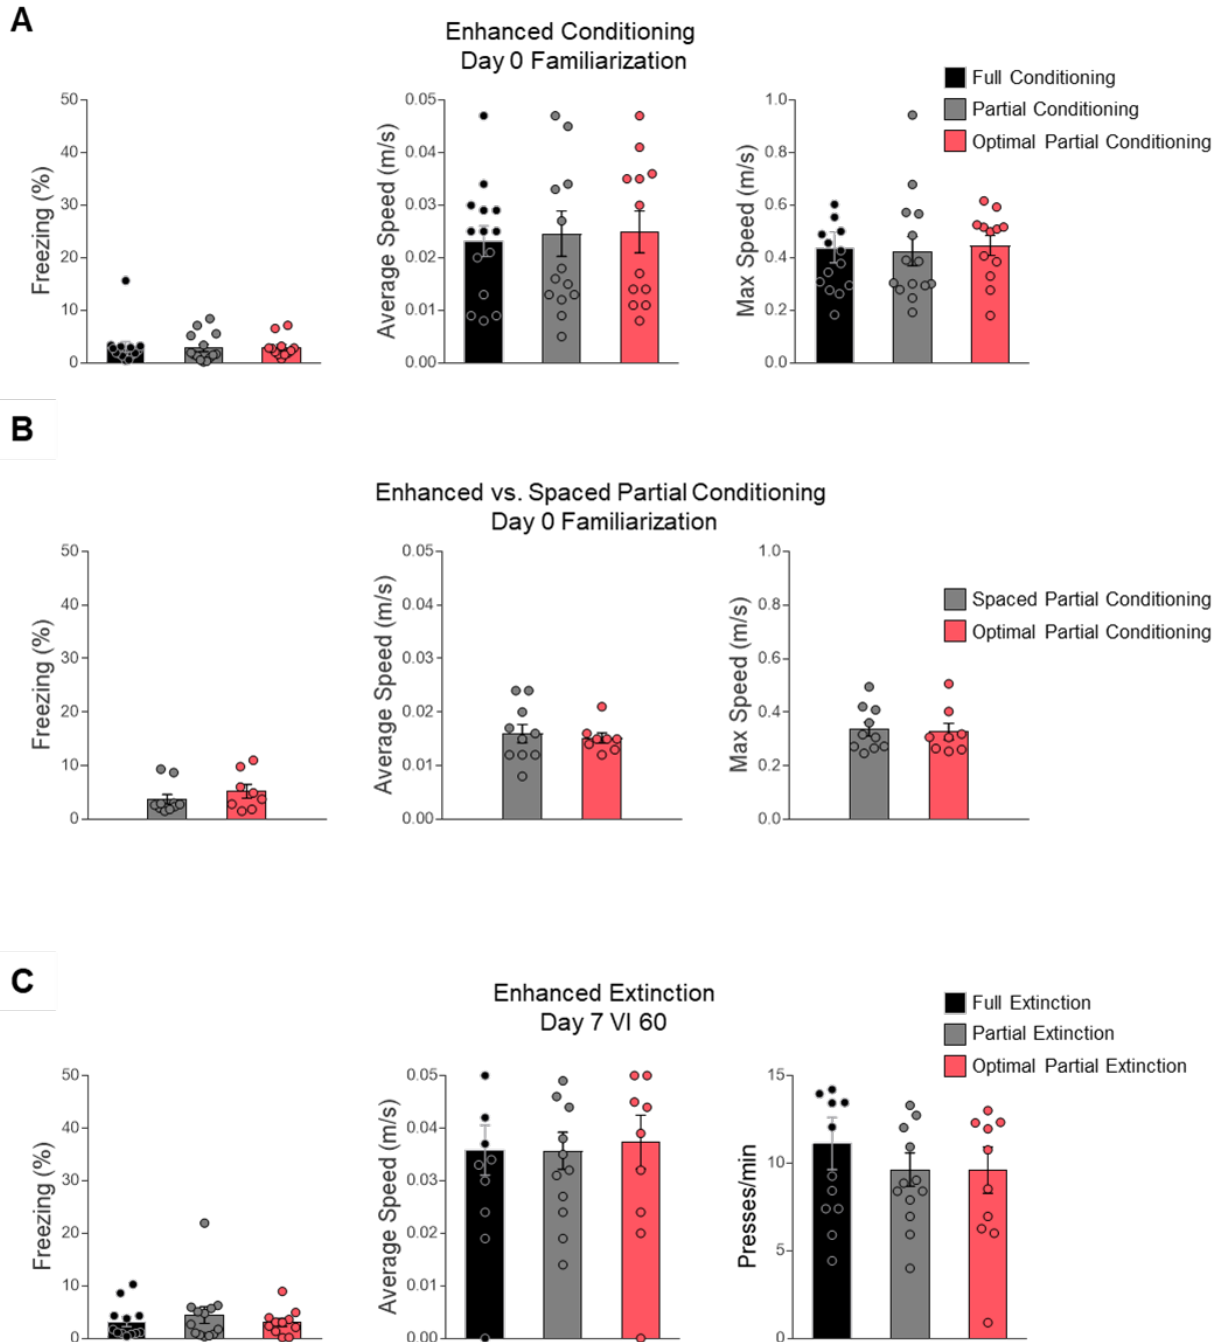 A
Enhanced Conditioning
Day 0 Familiarization
Full Conditioning
Partial Conditioning
Optimal Partial Conditioning
Freezing (%)
50
40
30
20
10
0
Average Speed (m/s)
0.05
0.04
0.03
0.02
0.01
0.00
Max Speed (m/s)
1.0
0.8
0.6
0.4
0.2
0.0
B
Enhanced vs. Spaced Partial Conditioning
Day 0 Familiarization
Spaced Partial Conditioning
Optimal Partial Conditioning
Freezing (%)
50
40
30
20
10
0
Average Speed (m/s)
0.05
0.04
0.03
0.02
0.01
0.00
Max Speed (m/s)
1.0
0.8
0.6
0.4
0.2
0.0
C
Enhanced Extinction
Day 7 VI 60
Full Extinction
Partial Extinction
Optimal Partial Extinction
Freezing (%)
50
40
30
20
10
0
Average Speed (m/s)
0.05
0.04
0.03
0.02
0.01
0.00
Presses/min
15
10
5
0